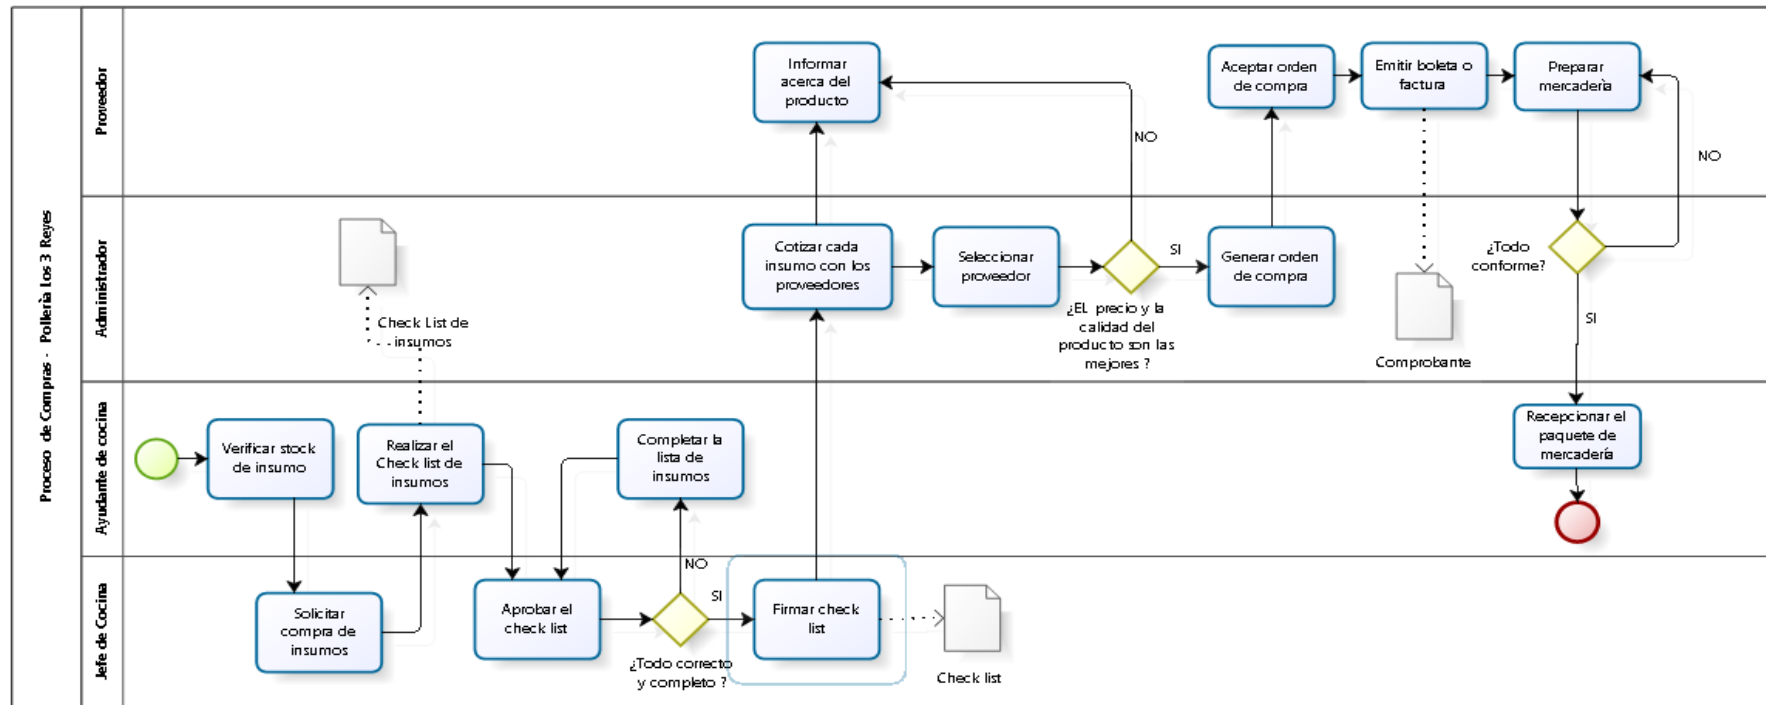 Proceso de Compras - Pollerìa Los 3 Reyes
Proveedor
Informar
acerca del
producto
NO
Aceptar orden
de compra
Emitir boleta o
factura
Preparar
mercaderìa
NO
Administrador
Check List de
insumos
Cotizar cada
insumo con los
proveedores
Seleccionar
proveedor
SI
¿EL precio y la
calidad del
producto son las
mejores ?
Generar orden
de compra
Comprobante
¿Todo
conforme?
SI
Ayudante de cocina
Verificar stock
de insumo
Realizar el
Check list de
insumos
Completar la
lista de
insumos
Recepcionar el
paquete de
mercaderìa
Jefe de Cocina
Solicitar
compra de
insumos
Aprobar el
check list
NO
SI
¿Todo correcto
y completo ?
Firmar check
list
Check list